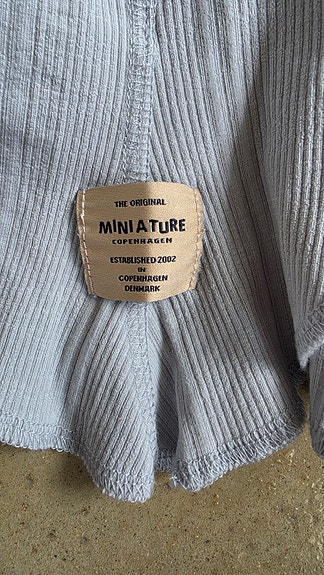 THE ORIGINAL
MINIATURE
COPENHAGEN
ESTABLISHED 2002
IN
COPENHAGEN
DENMARK